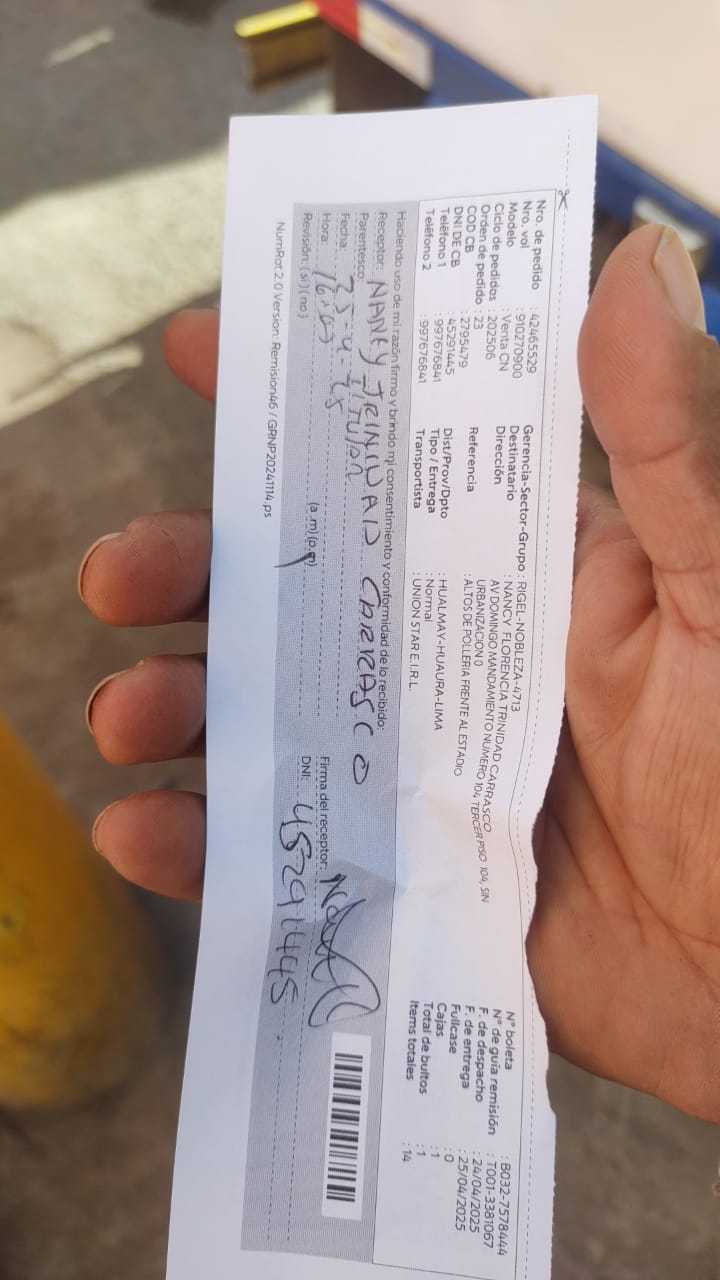 Nro. de pedido : 42465529
Nro. vol : 910270900
Modelo : Venta CN
Ciclo de pedidos : 202506
Orden de pedido : 23
COD CB : 2795479
DNI DE CB : 45291445
Teléfono 1 : 997676841
Teléfono 2 : 997676841
Gerencia-Sector-Grupo : RIGEL-NOBLEZA-4713
Destinatario : NANCY FLORENCIA TRINIDAD CARRASCO
Dirección : AV DOMINGO MANDAMIENTO NUMERO 104 TERCER PISO 104, SIN
URBANIZACION 0
Referencia : ALTOS DE POLLERIA FRENTE AL ESTADIO
Dist/Prov/Dpto : HUALMAY-HUAURA-LIMA
Tipo / Entrega : Normal
Transportista : UNION STAR E.I.R.L.
N° boleta : B032-7578444
N° de guía remisión : T001-3381067
F. de despacho : 24/04/2025
F. de entrega : 25/04/2025
Fullcase : 0
Cajas : 1
Total de bultos : 1
Items totales : 14
Haciendo uso de mi razón firmo y brindo mi consentimiento y conformidad de lo recibido:
Receptor: NANCY TRINIDAD CARRASCO
Parentesco: TITULAR
Fecha: 25-4-25
Hora: (a.m) (p.m)
Revisión: (si) (no)
Firma del receptor:
DNI: 45291445
NumRot 2.0 Version: Remision46 / GRNP20241114.ps